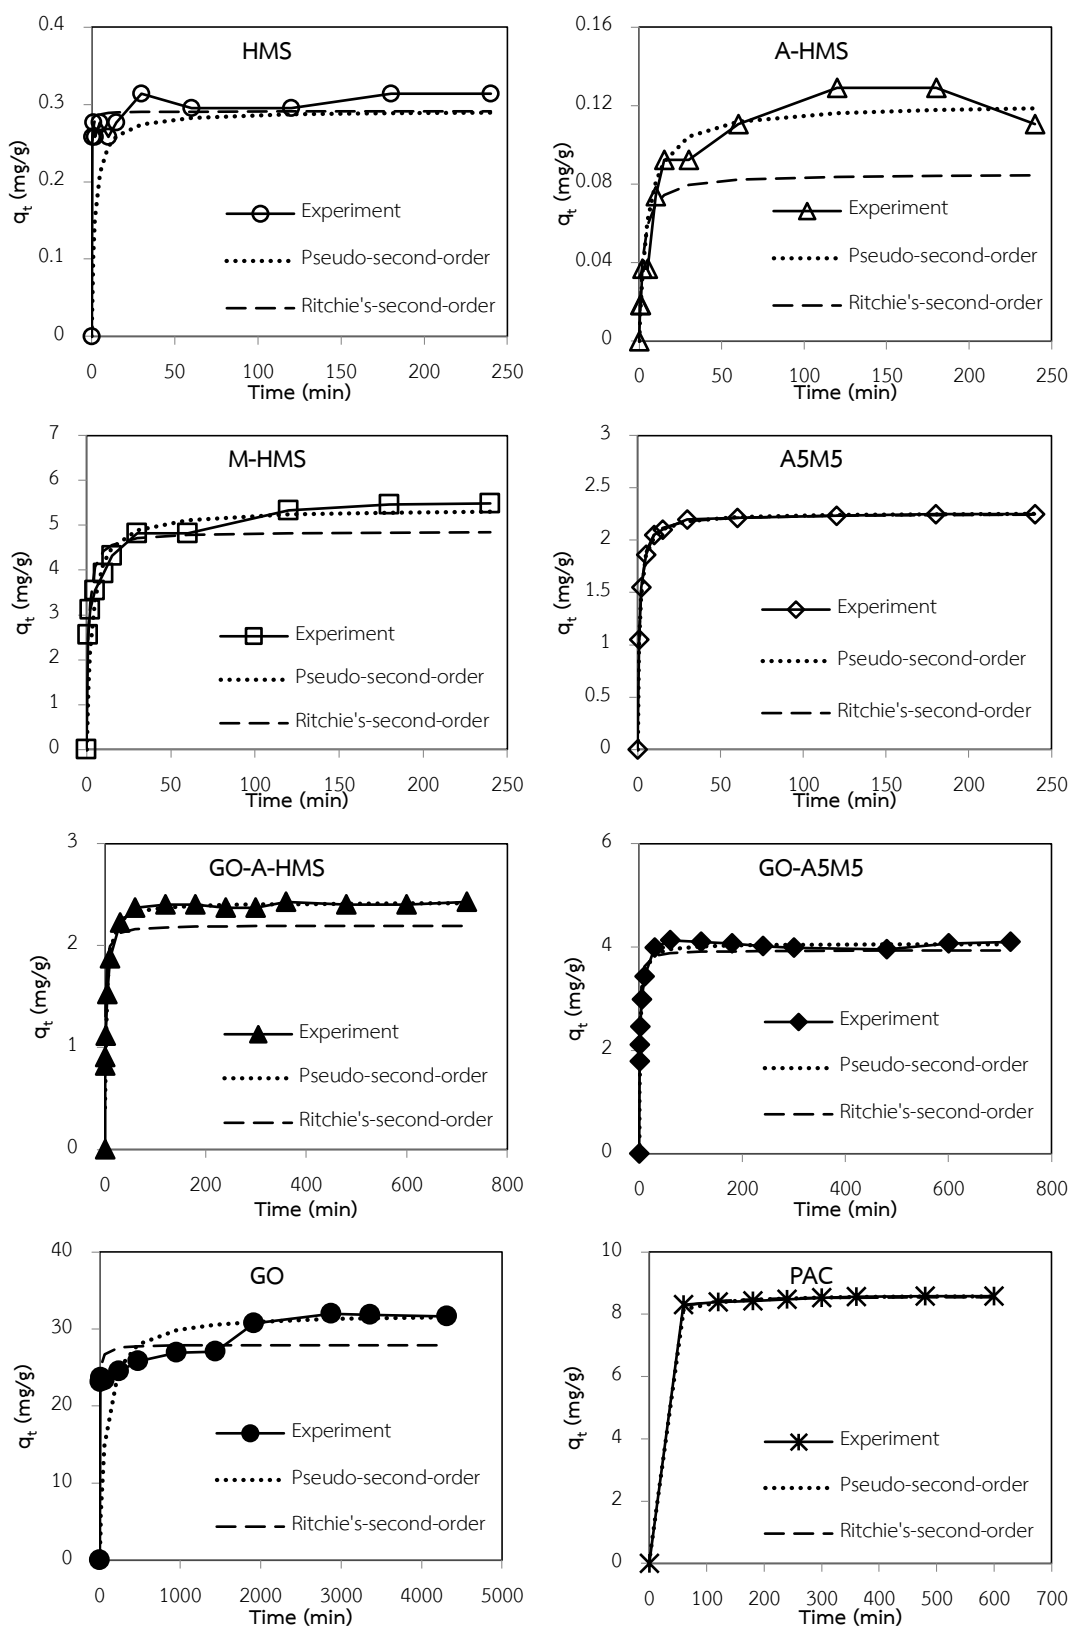 HMS
q_t (mg/g)
0.4
0.3
0.2
0.1
0
Experiment
Pseudo-second-order
Ritchie's-second-order
0 50 100 150 200 250
Time (min)
A-HMS
q_t (mg/g)
0.16
0.12
0.08
0.04
0
Experiment
Pseudo-second-order
Ritchie's-second-order
0 50 100 150 200 250
Time (min)
M-HMS
q_t (mg/g)
7
6
5
4
3
2
1
0
Experiment
Pseudo-second-order
Ritchie's-second-order
0 50 100 150 200 250
Time (min)
A5M5
q_t (mg/g)
3
2.5
2
1.5
1
0.5
0
Experiment
Pseudo-second-order
Ritchie's-second-order
0 50 100 150 200 250
Time (min)
GO-A-HMS
q_t (mg/g)
3
2
1
0
Experiment
Pseudo-second-order
Ritchie's-second-order
0 200 400 600 800
Time (min)
GO-A5M5
q_t (mg/g)
6
4
2
0
Experiment
Pseudo-second-order
Ritchie's-second-order
0 200 400 600 800
Time (min)
GO
q_t (mg/g)
40
30
20
10
0
Experiment
Pseudo-second-order
Ritchie's-second-order
0 1000 2000 3000 4000 5000
Time (min)
PAC
q_t (mg/g)
10
8
6
4
2
0
Experiment
Pseudo-second-order
Ritchie's-second-order
0 100 200 300 400 500 600 700
Time (min)